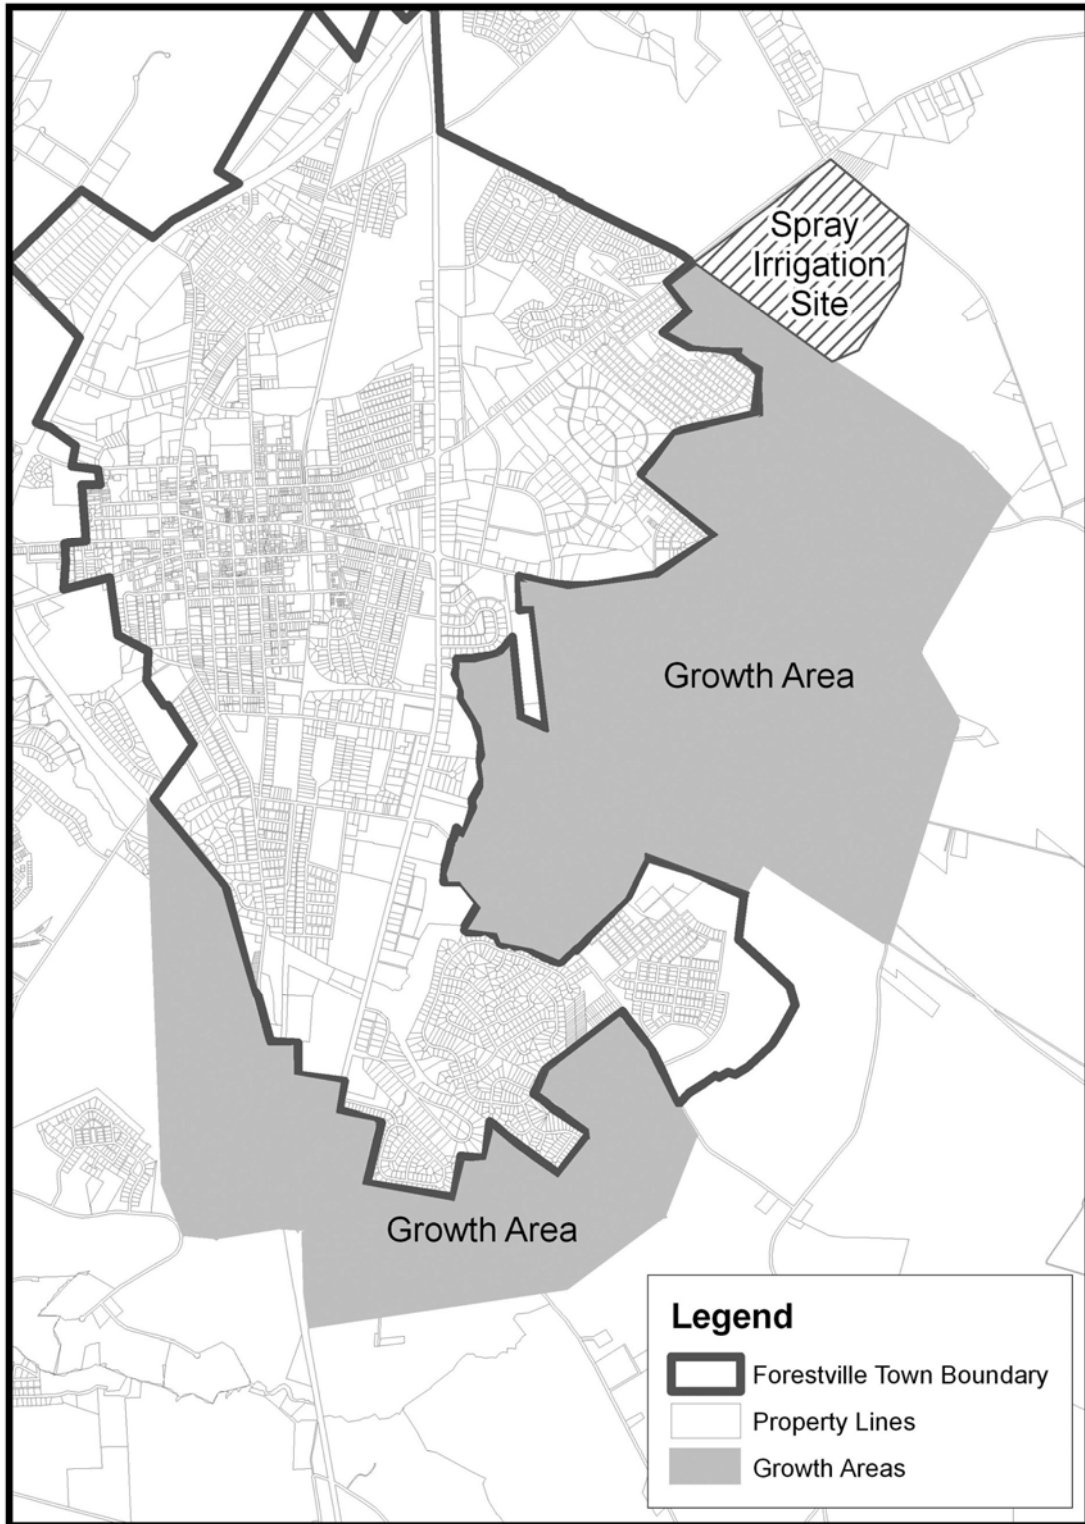 Spray
Irrigation
Site
Growth Area
Growth Area
Legend
Forestville Town Boundary
Property Lines
Growth Areas